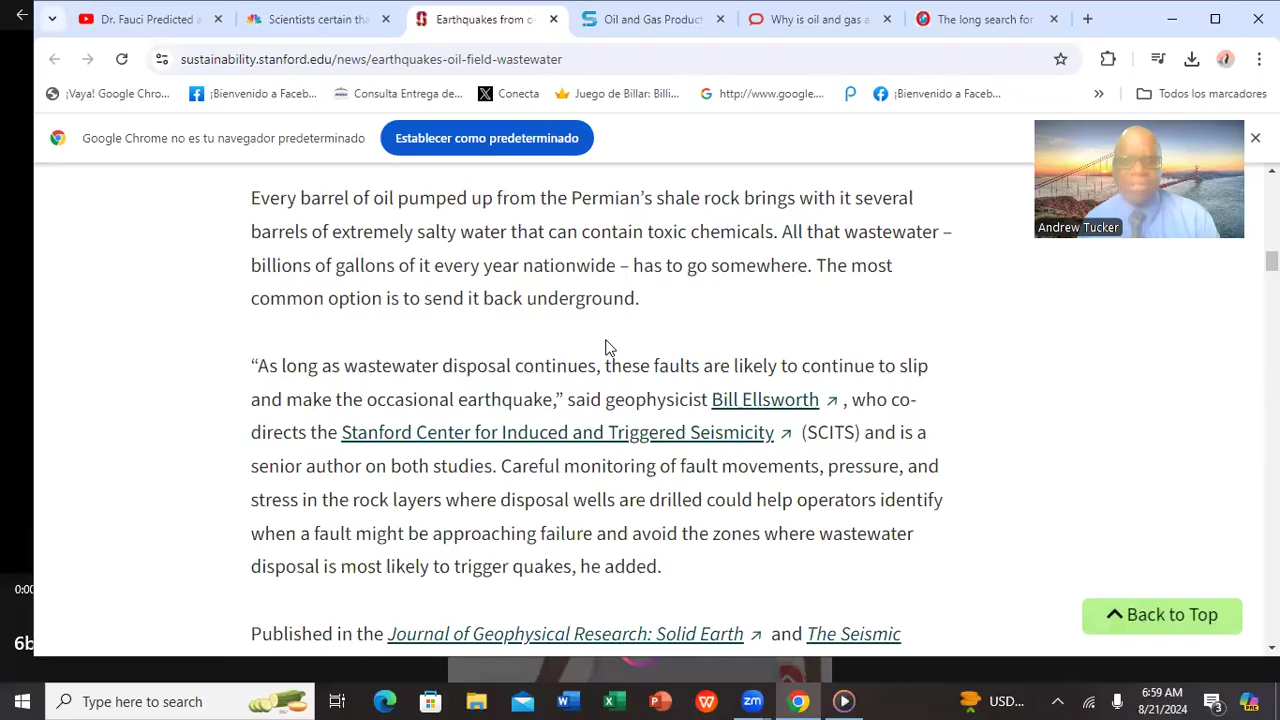 Dr. Fauci Predicted a
Scientists certain tha
Earthquakes from oi
Oil and Gas Product
Why is oil and gas a
The long search for
sustainability.stanford.edu/news/earthquakes-oil-field-wastewater
¡Vaya! Google Chro...
¡Bienvenido a Faceb...
Consulta Entrega de...
Conecta
Juego de Billar: Billi...
http://www.google....
¡Bienvenido a Faceb...
Todos los marcadores
Google Chrome no es tu navegador predeterminado
Establecer como predeterminado
Andrew Tucker
Every barrel of oil pumped up from the Permian’s shale rock brings with it several
barrels of extremely salty water that can contain toxic chemicals. All that wastewater –
billions of gallons of it every year nationwide – has to go somewhere. The most
common option is to send it back underground.
“As long as wastewater disposal continues, these faults are likely to continue to slip
and make the occasional earthquake,” said geophysicist Bill Ellsworth , who co-
directs the Stanford Center for Induced and Triggered Seismicity (SCITS) and is a
senior author on both studies. Careful monitoring of fault movements, pressure, and
stress in the rock layers where disposal wells are drilled could help operators identify
when a fault might be approaching failure and avoid the zones where wastewater
disposal is most likely to trigger quakes, he added.
Published in the Journal of Geophysical Research: Solid Earth and The Seismic
Back to Top
0:00
6b
Type here to search
USD...
6:59 AM
8/21/2024
3